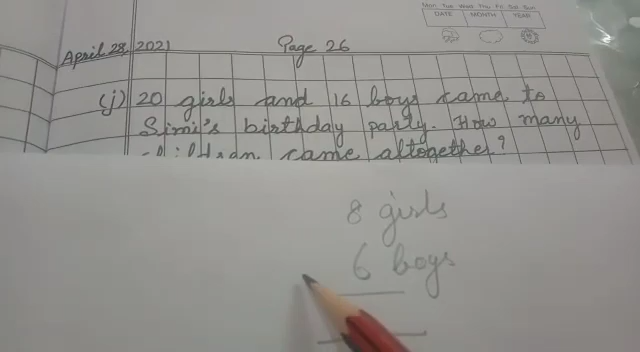 Mon Tue Wed Thu Fri Sat Sun
DATE MONTH YEAR
April 28, 2021 Page 26
(j) 20 girls and 16 boys came to
Simi's birthday party. How many
children came altogether?
8 girls
6 boys